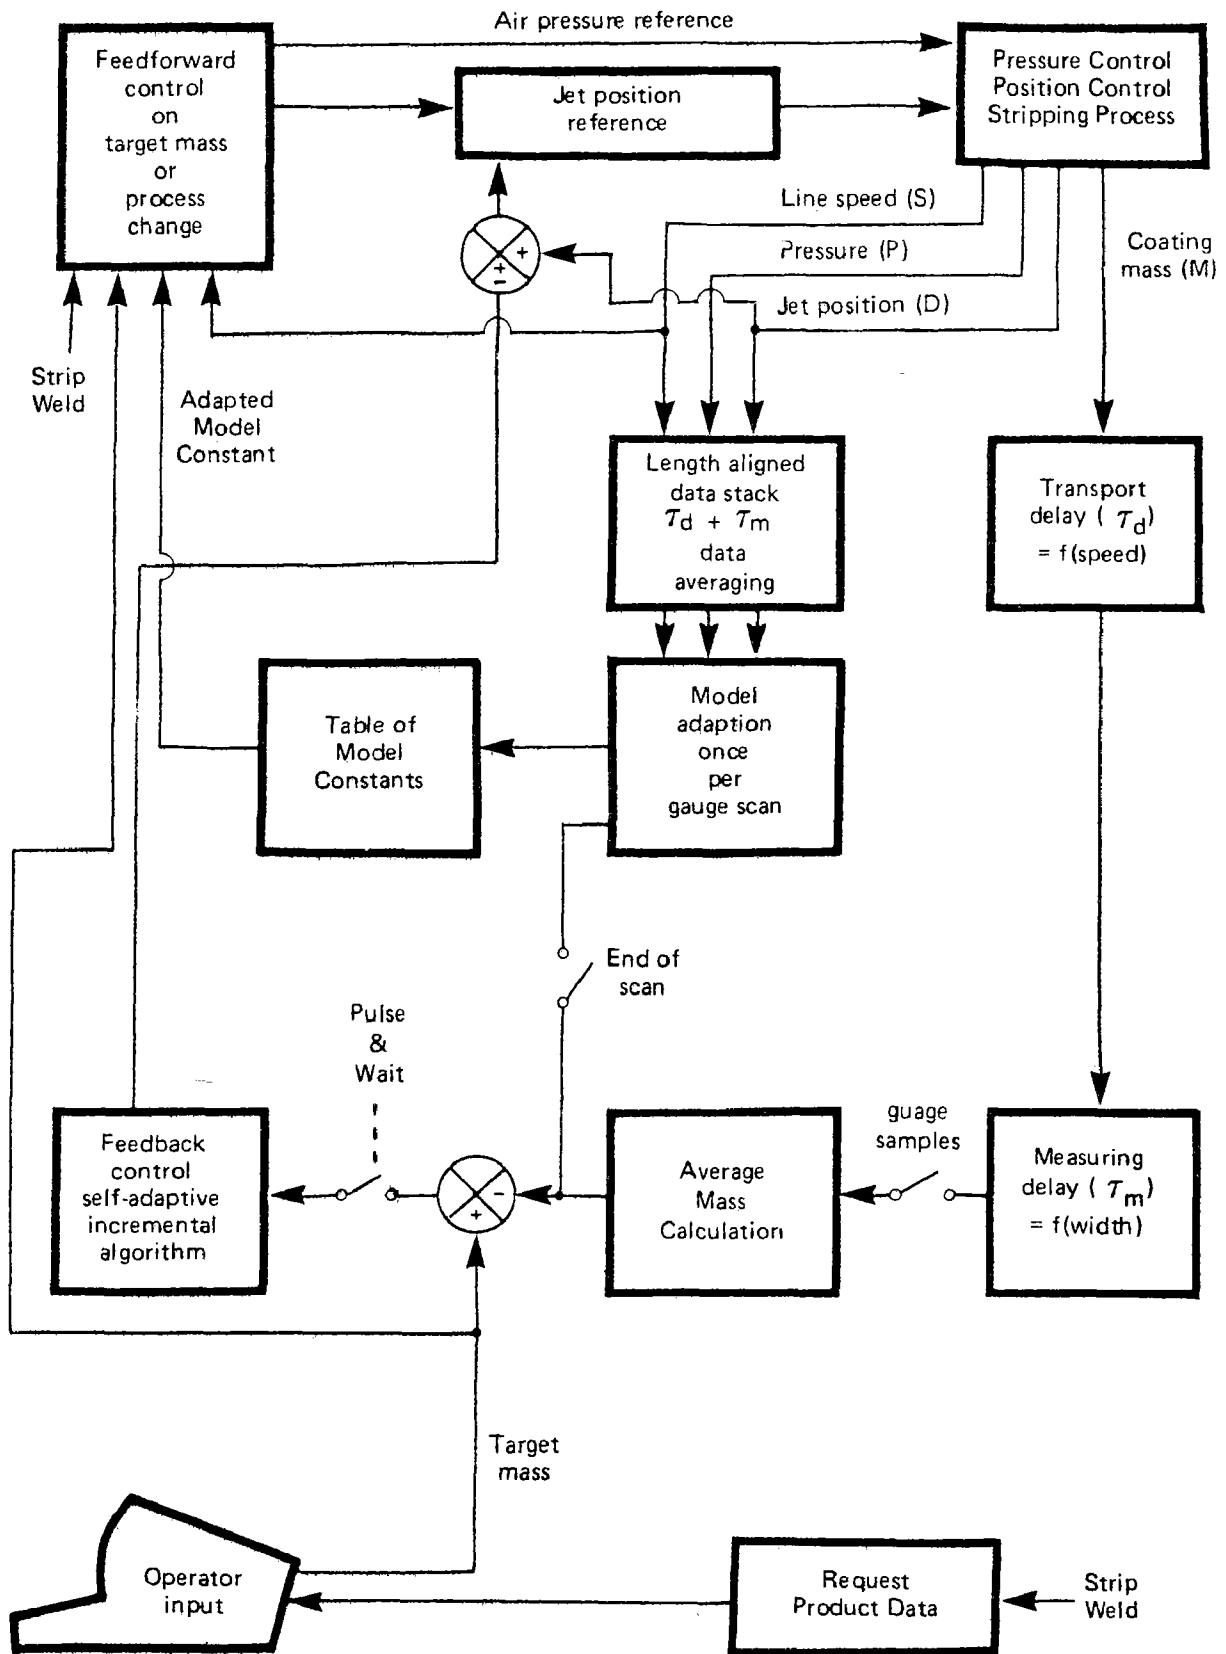 Air pressure reference
Feedforward
control
on
target mass
or
process
change
Jet position
reference
Pressure Control
Position Control
Stripping Process
Line speed (S)
Pressure (P)
Jet position (D)
Coating
mass (M)
+
+
−
Strip
Weld
Adapted
Model
Constant
Length aligned
data stack
τd + τm
data
averaging
Transport
delay ( τd)
= f(speed)
Table of
Model
Constants
Model
adaption
once
per
gauge scan
End of
scan
Pulse
&
Wait
Feedback
control
self-adaptive
incremental
algorithm
−
+
Average
Mass
Calculation
guage
samples
Measuring
delay ( τm)
= f(width)
Target
mass
Operator
input
Request
Product Data
Strip
Weld